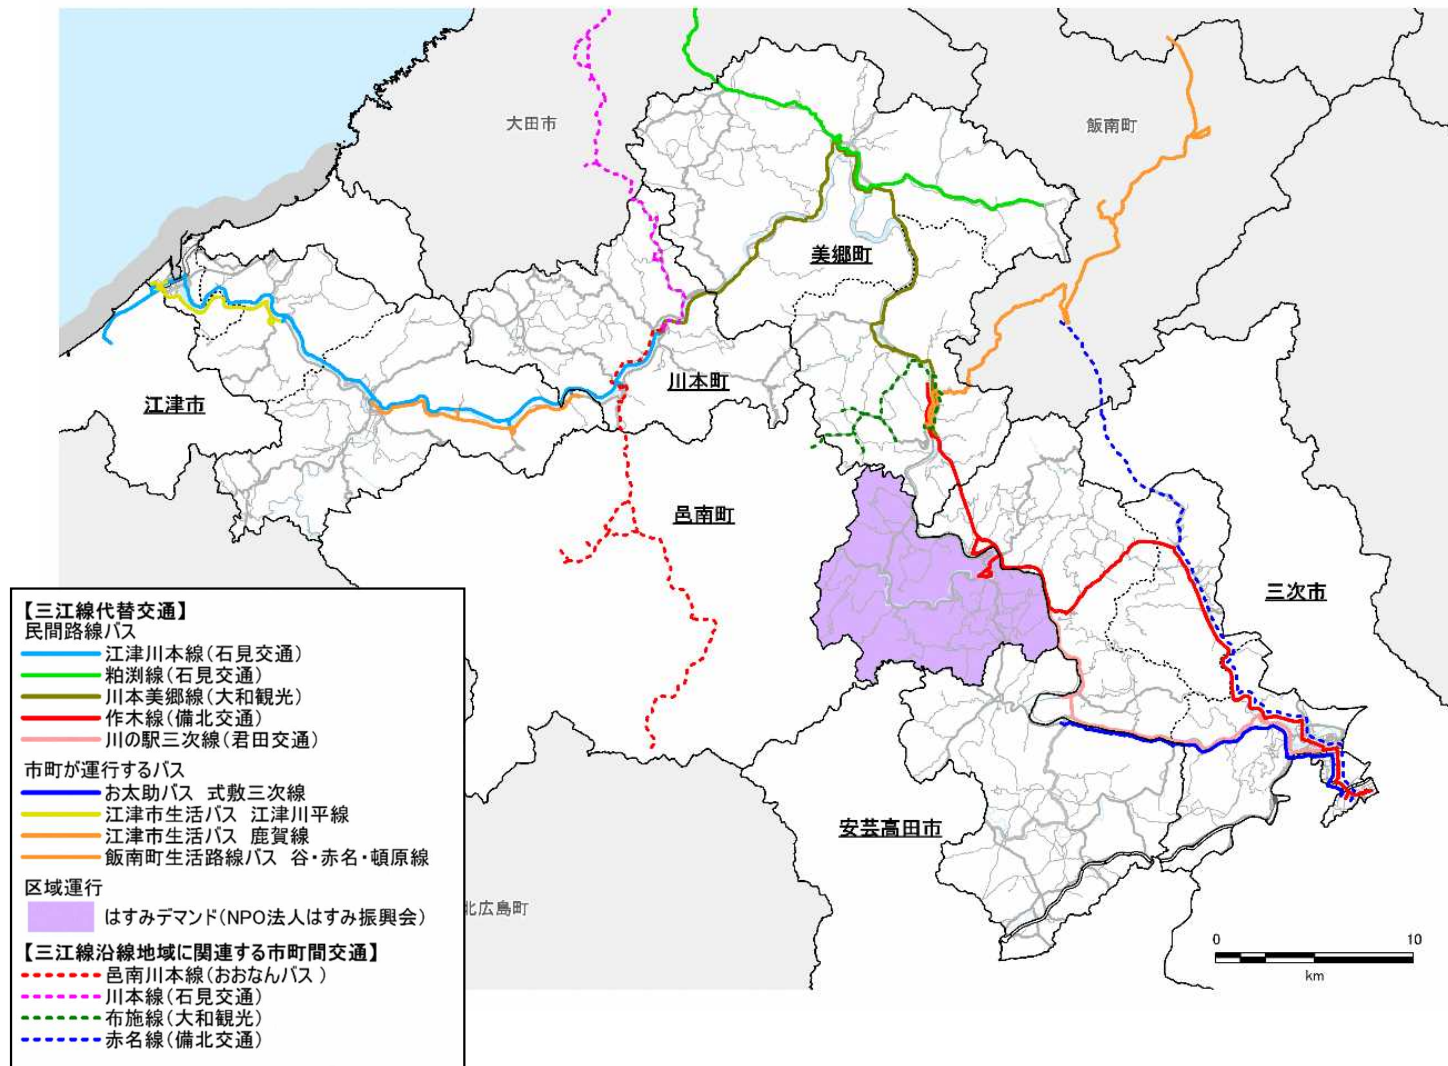 大田市
飯南町
美郷町
川本町
江津市
邑南町
三次市
安芸高田市
北広島町
0 10
km
【三江線代替交通】
民間路線バス
江津川本線(石見交通)
粕渕線(石見交通)
川本美郷線(大和観光)
作木線(備北交通)
川の駅三次線(君田交通)
市町が運行するバス
お太助バス 式敷三次線
江津市生活バス 江津川平線
江津市生活バス 鹿賀線
飯南町生活路線バス 谷・赤名・頓原線
区域運行
はすみデマンド(NPO法人はすみ振興会)
【三江線沿線地域に関連する市町間交通】
邑南川本線(おおなんバス )
川本線(石見交通)
布施線(大和観光)
赤名線(備北交通)